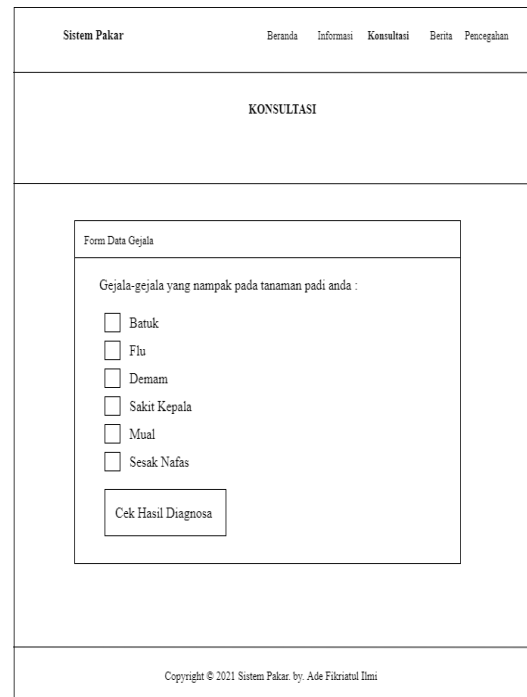 Sistem Pakar Beranda Informasi Konsultasi Berita Pencegahan
KONSULTASI
Form Data Gejala
Gejala-gejala yang nampak pada tanaman padi anda :
Batuk
Flu
Demam
Sakit Kepala
Mual
Sesak Nafas
Cek Hasil Diagnosa
Copyright © 2021 Sistem Pakar. by. Ade Fikriatul Ilmi